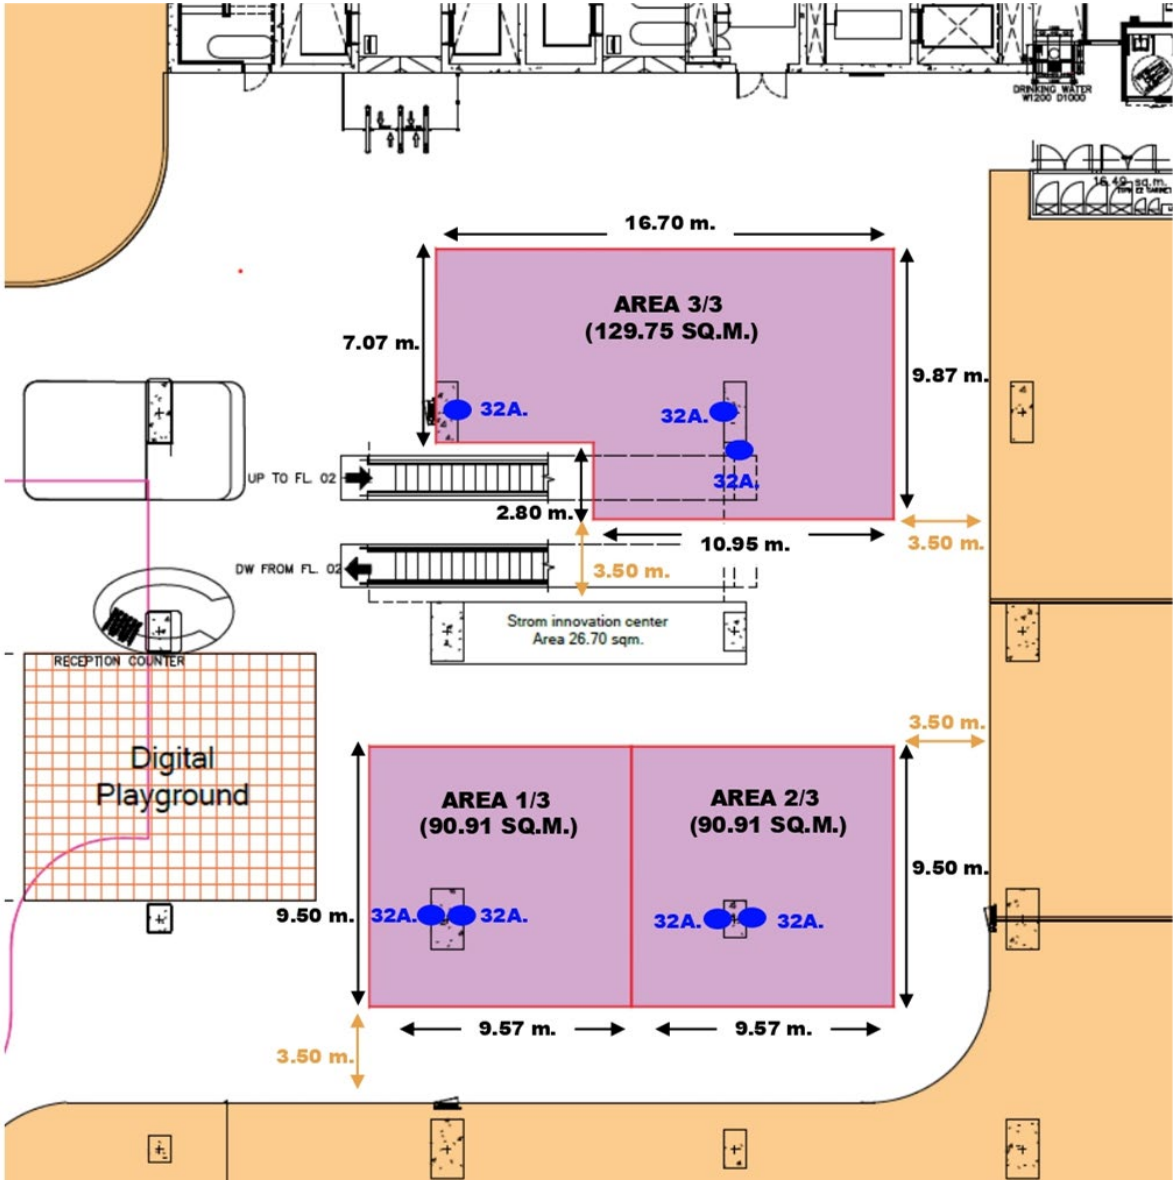 DRINKING WATER
W1200 D1000
16.49 sq.m.
16.70 m.
AREA 3/3
(129.75 SQ.M.)
7.07 m.
9.87 m.
32A.
32A.
32A.
UP TO FL. 02
2.80 m.
10.95 m.
3.50 m.
3.50 m.
DW FROM FL. 02
Strom innovation center
Area 26.70 sqm.
RECEPTION COUNTER
3.50 m.
Digital
Playground
AREA 1/3
(90.91 SQ.M.)
AREA 2/3
(90.91 SQ.M.)
9.50 m.
9.50 m.
32A.
32A.
32A.
32A.
9.57 m.
9.57 m.
3.50 m.